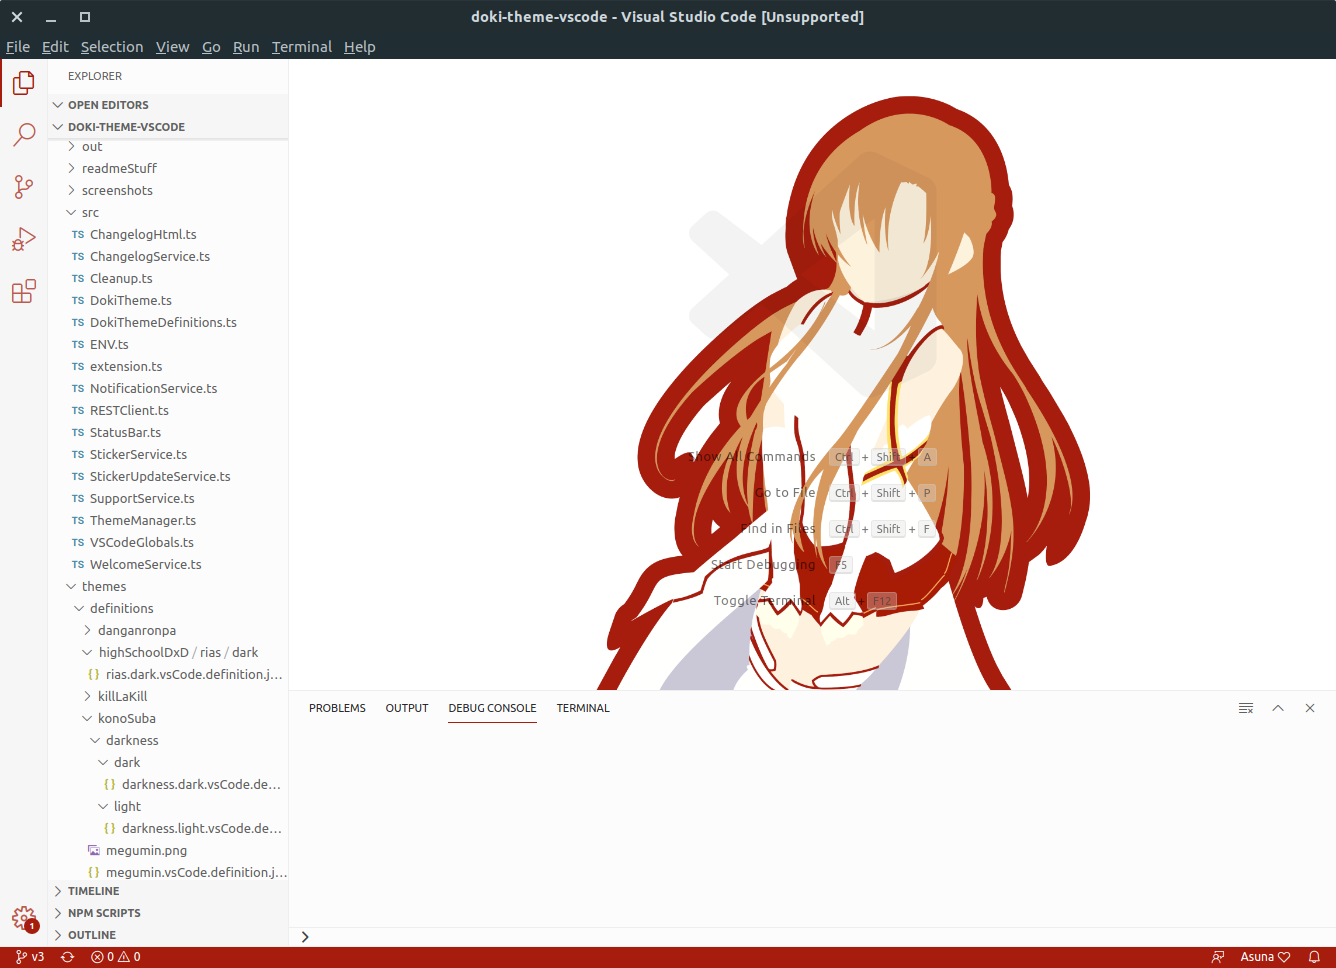 doki-theme-vscode - Visual Studio Code [Unsupported]
File Edit Selection View Go Run Terminal Help
EXPLORER
OPEN EDITORS
DOKI-THEME-VSCODE
out
readmeStuff
screenshots
src
TS ChangelogHtml.ts
TS ChangelogService.ts
TS Cleanup.ts
TS DokiTheme.ts
TS DokiThemeDefinitions.ts
TS ENV.ts
TS extension.ts
TS NotificationService.ts
TS RESTClient.ts
TS StatusBar.ts
TS StickerService.ts
TS StickerUpdateService.ts
TS SupportService.ts
TS ThemeManager.ts
TS VSCodeGlobals.ts
TS WelcomeService.ts
themes
definitions
danganronpa
highSchoolDxD / rias / dark
{} rias.dark.vsCode.definition.j...
killLaKill
konoSuba
darkness
dark
{} darkness.dark.vsCode.de...
light
{} darkness.light.vsCode.de...
megumin.png
{} megumin.vsCode.definition.j...
TIMELINE
NPM SCRIPTS
OUTLINE
1
Show All Commands Ctrl + Shift + A
Go to File Ctrl + Shift + P
Find in Files Ctrl + Shift + F
Start Debugging F5
Toggle Terminal Alt + F12
PROBLEMS OUTPUT DEBUG CONSOLE TERMINAL
v3 0 0 Asuna ♡